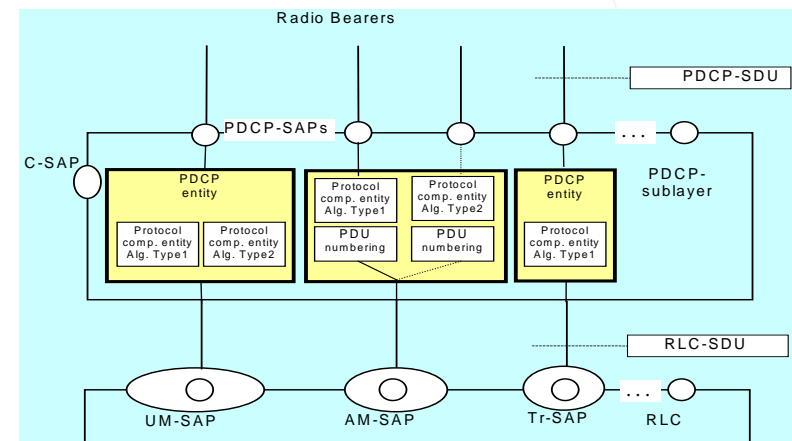 Radio Bearers
PDCP-SDU
PDCP-SAPs
...
C-SAP
PDCP-
sublayer
PDCP
entity
Protocol
comp. entity
Alg. Type1
Protocol
comp. entity
Alg. Type2
Protocol
comp. entity
Alg. Type1
PDU
numbering
Protocol
comp. entity
Alg. Type2
PDU
numbering
PDCP
entity
Protocol
comp. entity
Alg. Type1
RLC-SDU
...
UM-SAP
AM-SAP
Tr-SAP
RLC